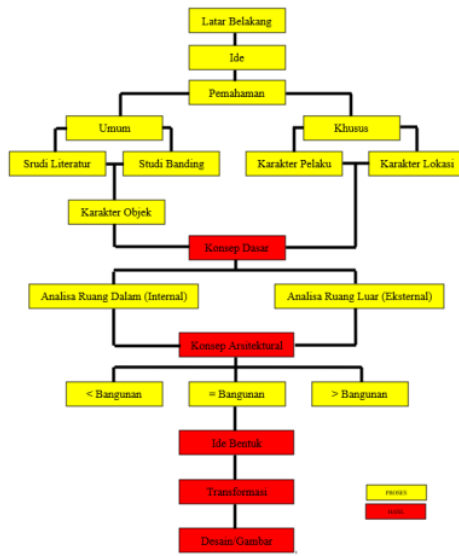 Latar Belakang
Ide
Pemahaman
Umum
Khusus
Srudi Literatur
Studi Banding
Karakter Pelaku
Karakter Lokasi
Karakter Objek
Konsep Dasar
Analisa Ruang Dalam (Internal)
Analisa Ruang Luar (Eksternal)
Konsep Arsitektural
< Bangunan
= Bangunan
> Bangunan
Ide Bentuk
Transformasi
PROSES
HASIL
Desain/Gambar